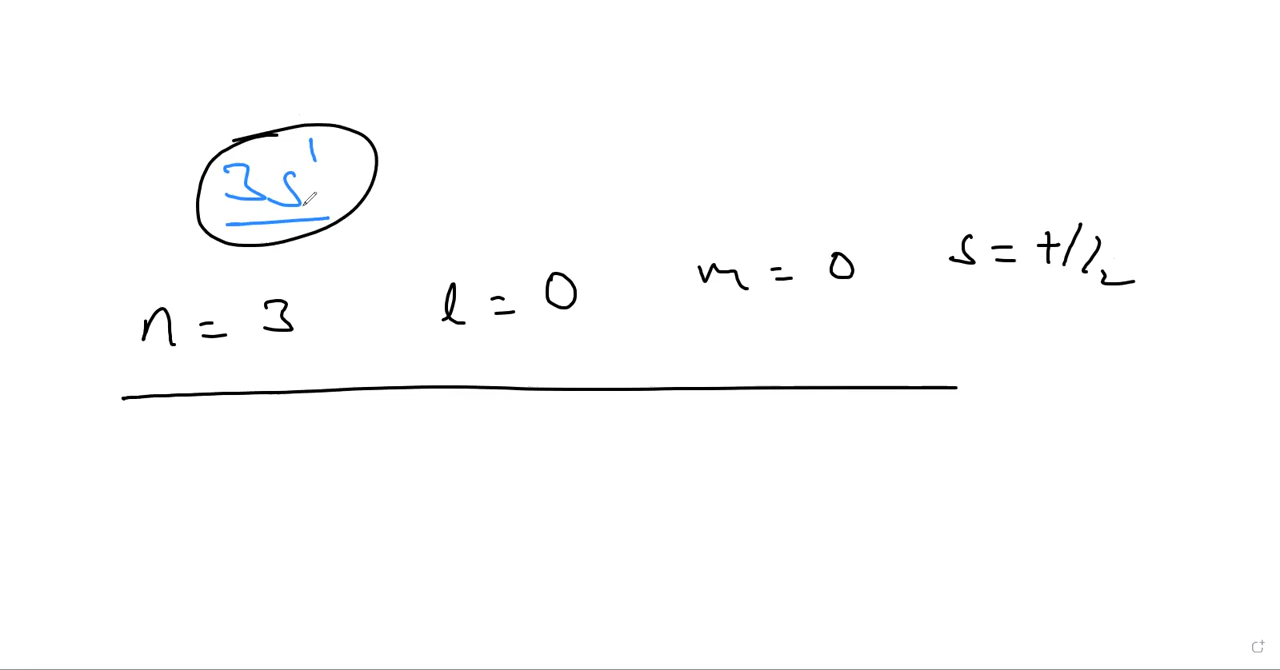 3s¹
n = 3 l = 0 m = 0 s = +1/2